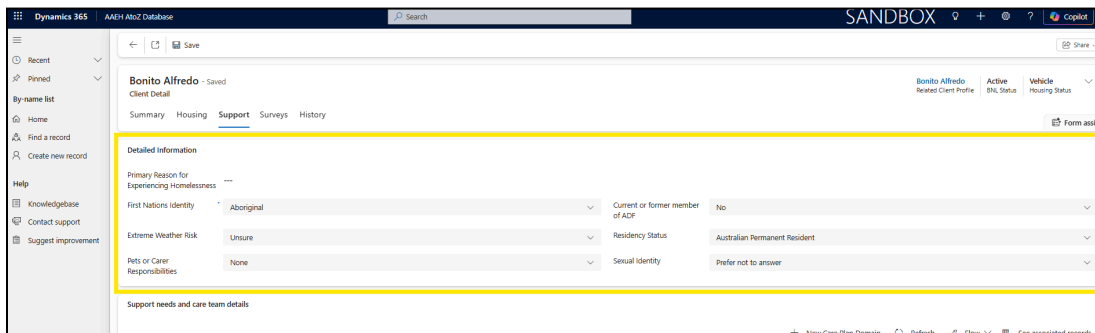 Dynamics 365 AAEH AtoZ Database Search SANDBOX ? Copilot
Save Share
Recent
Pinned
By-name list
Home
Find a record
Create new record
Help
Knowledgebase
Contact support
Suggest improvement
Bonito Alfredo - Saved
Client Detail
Bonito Alfredo Active Vehicle
Related Client Profile BNL Status Housing Status
Summary Housing Support Surveys History
Form assi
Detailed Information
Primary Reason for
Experiencing Homelessness ---
First Nations Identity * Aboriginal
Current or former member
of ADF No
Extreme Weather Risk Unsure
Residency Status Australian Permanent Resident
Pets or Carer
Responsibilities None
Sexual Identity Prefer not to answer
Support needs and care team details
New Care Plan Domain Refresh Flow See associated records